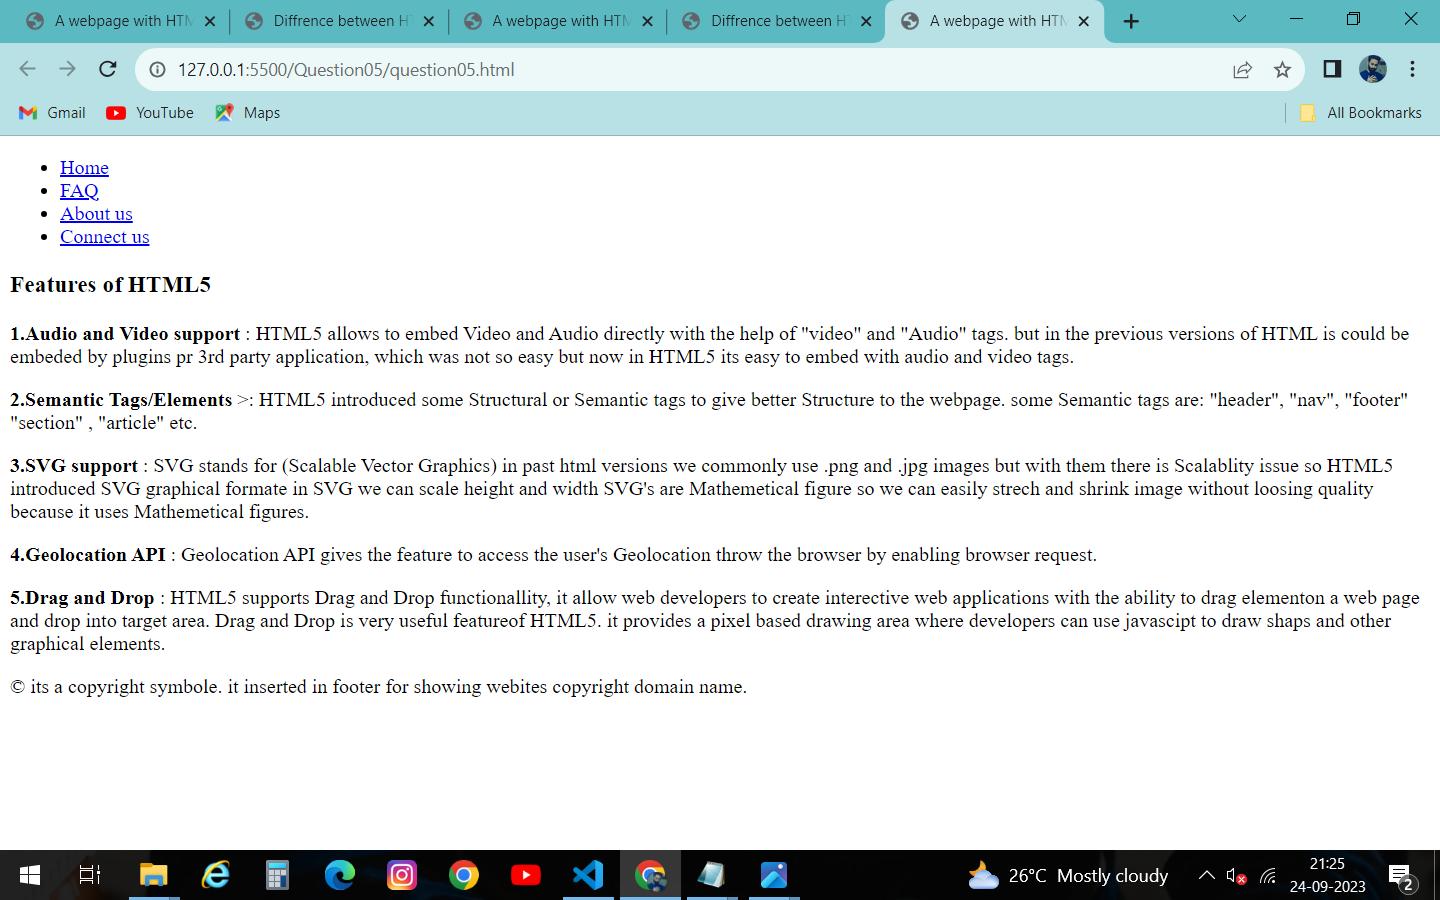 A webpage with HTM
Diffrence between HT
A webpage with HTM
Diffrence between HT
A webpage with HTM
127.0.0.1:5500/Question05/question05.html
Gmail
YouTube
Maps
All Bookmarks
Home
FAQ
About us
Connect us
Features of HTML5
1.Audio and Video support : HTML5 allows to embed Video and Audio directly with the help of "video" and "Audio" tags. but in the previous versions of HTML is could be
embeded by plugins pr 3rd party application, which was not so easy but now in HTML5 its easy to embed with audio and video tags.
2.Semantic Tags/Elements >: HTML5 introduced some Structural or Semantic tags to give better Structure to the webpage. some Semantic tags are: "header", "nav", "footer"
"section" , "article" etc.
3.SVG support : SVG stands for (Scalable Vector Graphics) in past html versions we commonly use .png and .jpg images but with them there is Scalablity issue so HTML5
introduced SVG graphical formate in SVG we can scale height and width SVG's are Mathemetical figure so we can easily strech and shrink image without loosing quality
because it uses Mathemetical figures.
4.Geolocation API : Geolocation API gives the feature to access the user's Geolocation throw the browser by enabling browser request.
5.Drag and Drop : HTML5 supports Drag and Drop functionallity, it allow web developers to create interective web applications with the ability to drag elementon a web page
and drop into target area. Drag and Drop is very useful featureof HTML5. it provides a pixel based drawing area where developers can use javascipt to draw shaps and other
graphical elements.
© its a copyright symbole. it inserted in footer for showing webites copyright domain name.
26°C Mostly cloudy
21:25
24-09-2023
2